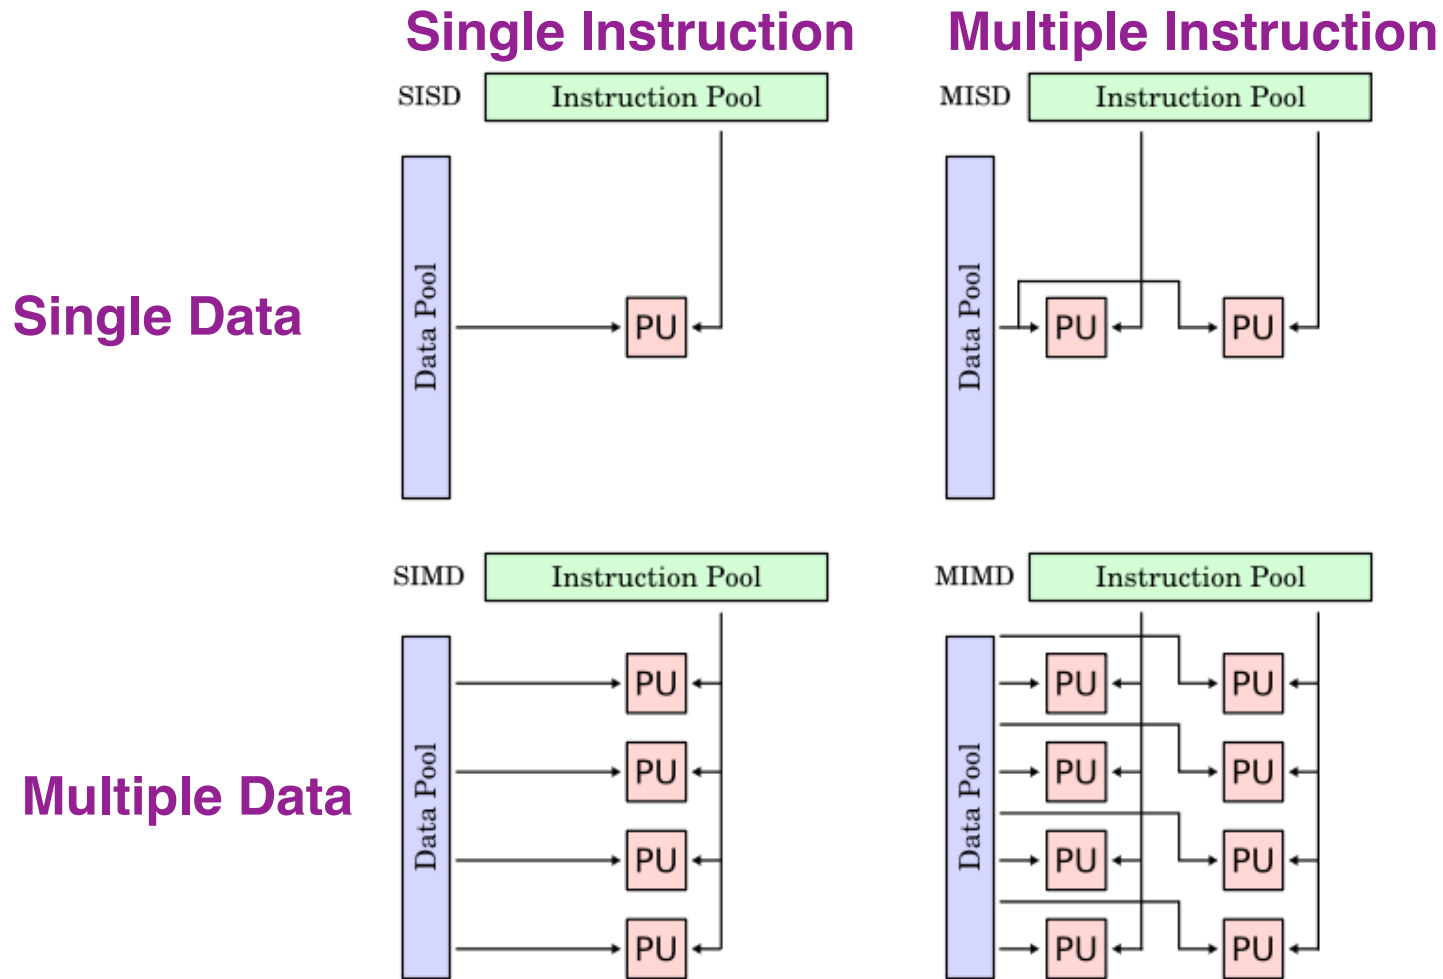 Single Instruction
Multiple Instruction
SISD
Instruction Pool
MISD
Instruction Pool
Single Data
Data Pool
PU
Data Pool
PU
PU
SIMD
Instruction Pool
MIMD
Instruction Pool
Multiple Data
Data Pool
PU
PU
PU
PU
Data Pool
PU
PU
PU
PU
PU
PU
PU
PU